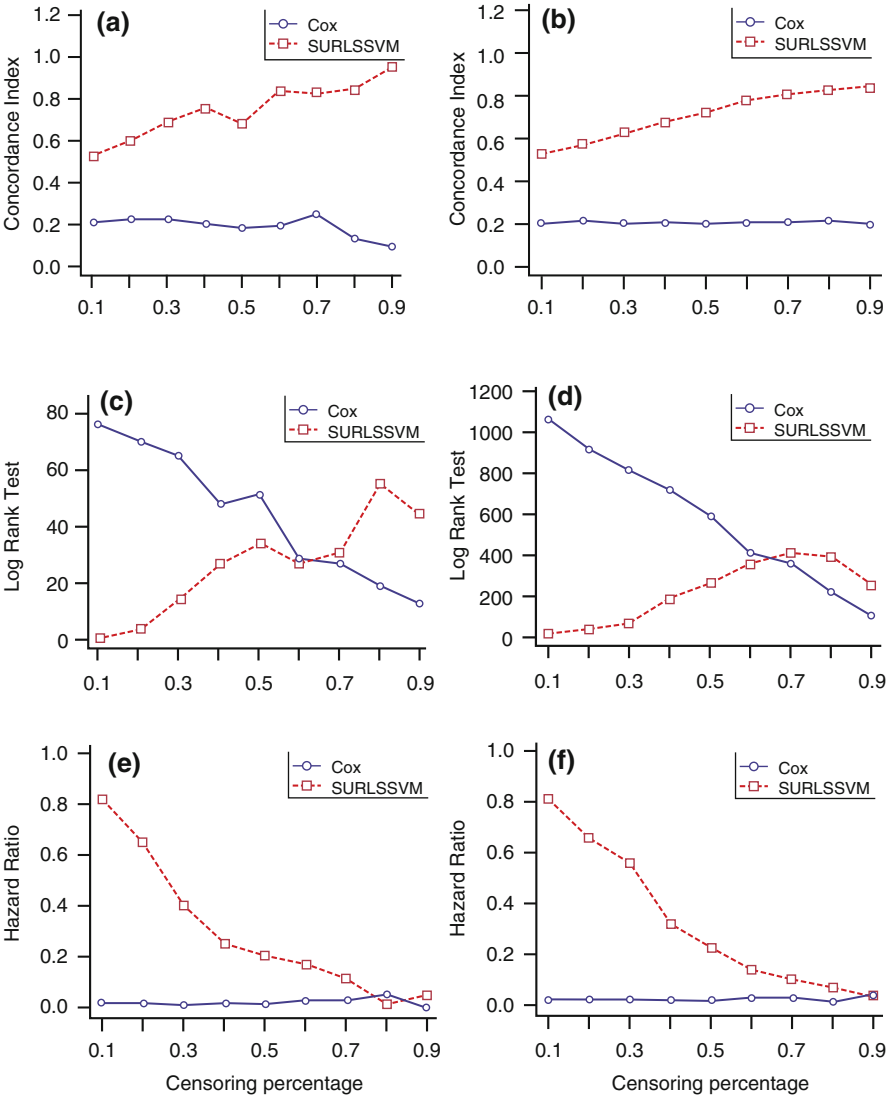 (a)
Cox
SURLSSVM
Concordance Index
1.2
1.0
0.8
0.6
0.4
0.2
0.0
0.1 0.3 0.5 0.7 0.9
(b)
Cox
SURLSSVM
Concordance Index
1.2
1.0
0.8
0.6
0.4
0.2
0.0
0.1 0.3 0.5 0.7 0.9
(c)
Cox
SURLSSVM
Log Rank Test
80
60
40
20
0
0.1 0.3 0.5 0.7 0.9
(d)
Cox
SURLSSVM
Log Rank Test
1200
1000
800
600
400
200
0
0.1 0.3 0.5 0.7 0.9
(e)
Cox
SURLSSVM
Hazard Ratio
1.0
0.8
0.6
0.4
0.2
0.0
0.1 0.3 0.5 0.7 0.9
Censoring percentage
(f)
Cox
SURLSSVM
Hazard Ratio
1.0
0.8
0.6
0.4
0.2
0.0
0.1 0.3 0.5 0.7 0.9
Censoring percentage